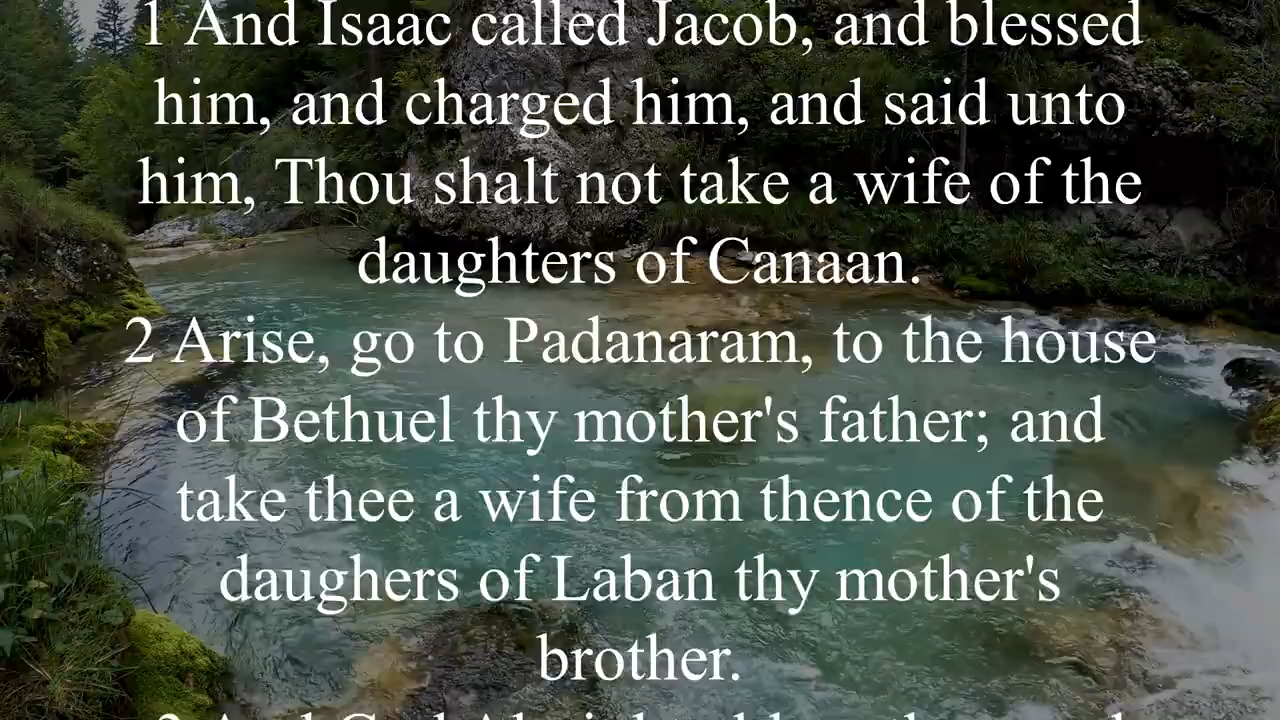 1 And Isaac called Jacob, and blessed
him, and charged him, and said unto
him, Thou shalt not take a wife of the
daughters of Canaan.
2 Arise, go to Padanaram, to the house
of Bethuel thy mother's father; and
take thee a wife from thence of the
daughers of Laban thy mother's
brother.